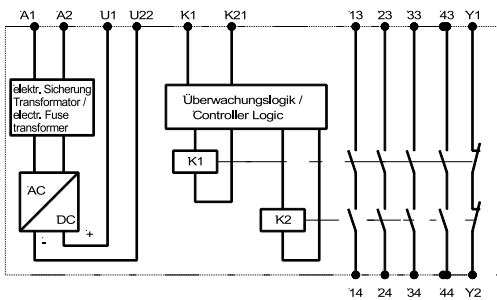 A1 A2 U1 U22 K1 K21 13 23 33 43 Y1
elektr. Sicherung
Transformator /
electr. Fuse
transformer
Überwachungslogik /
Controller Logic
K1
AC
DC
- +
K2
14 24 34 44 Y2